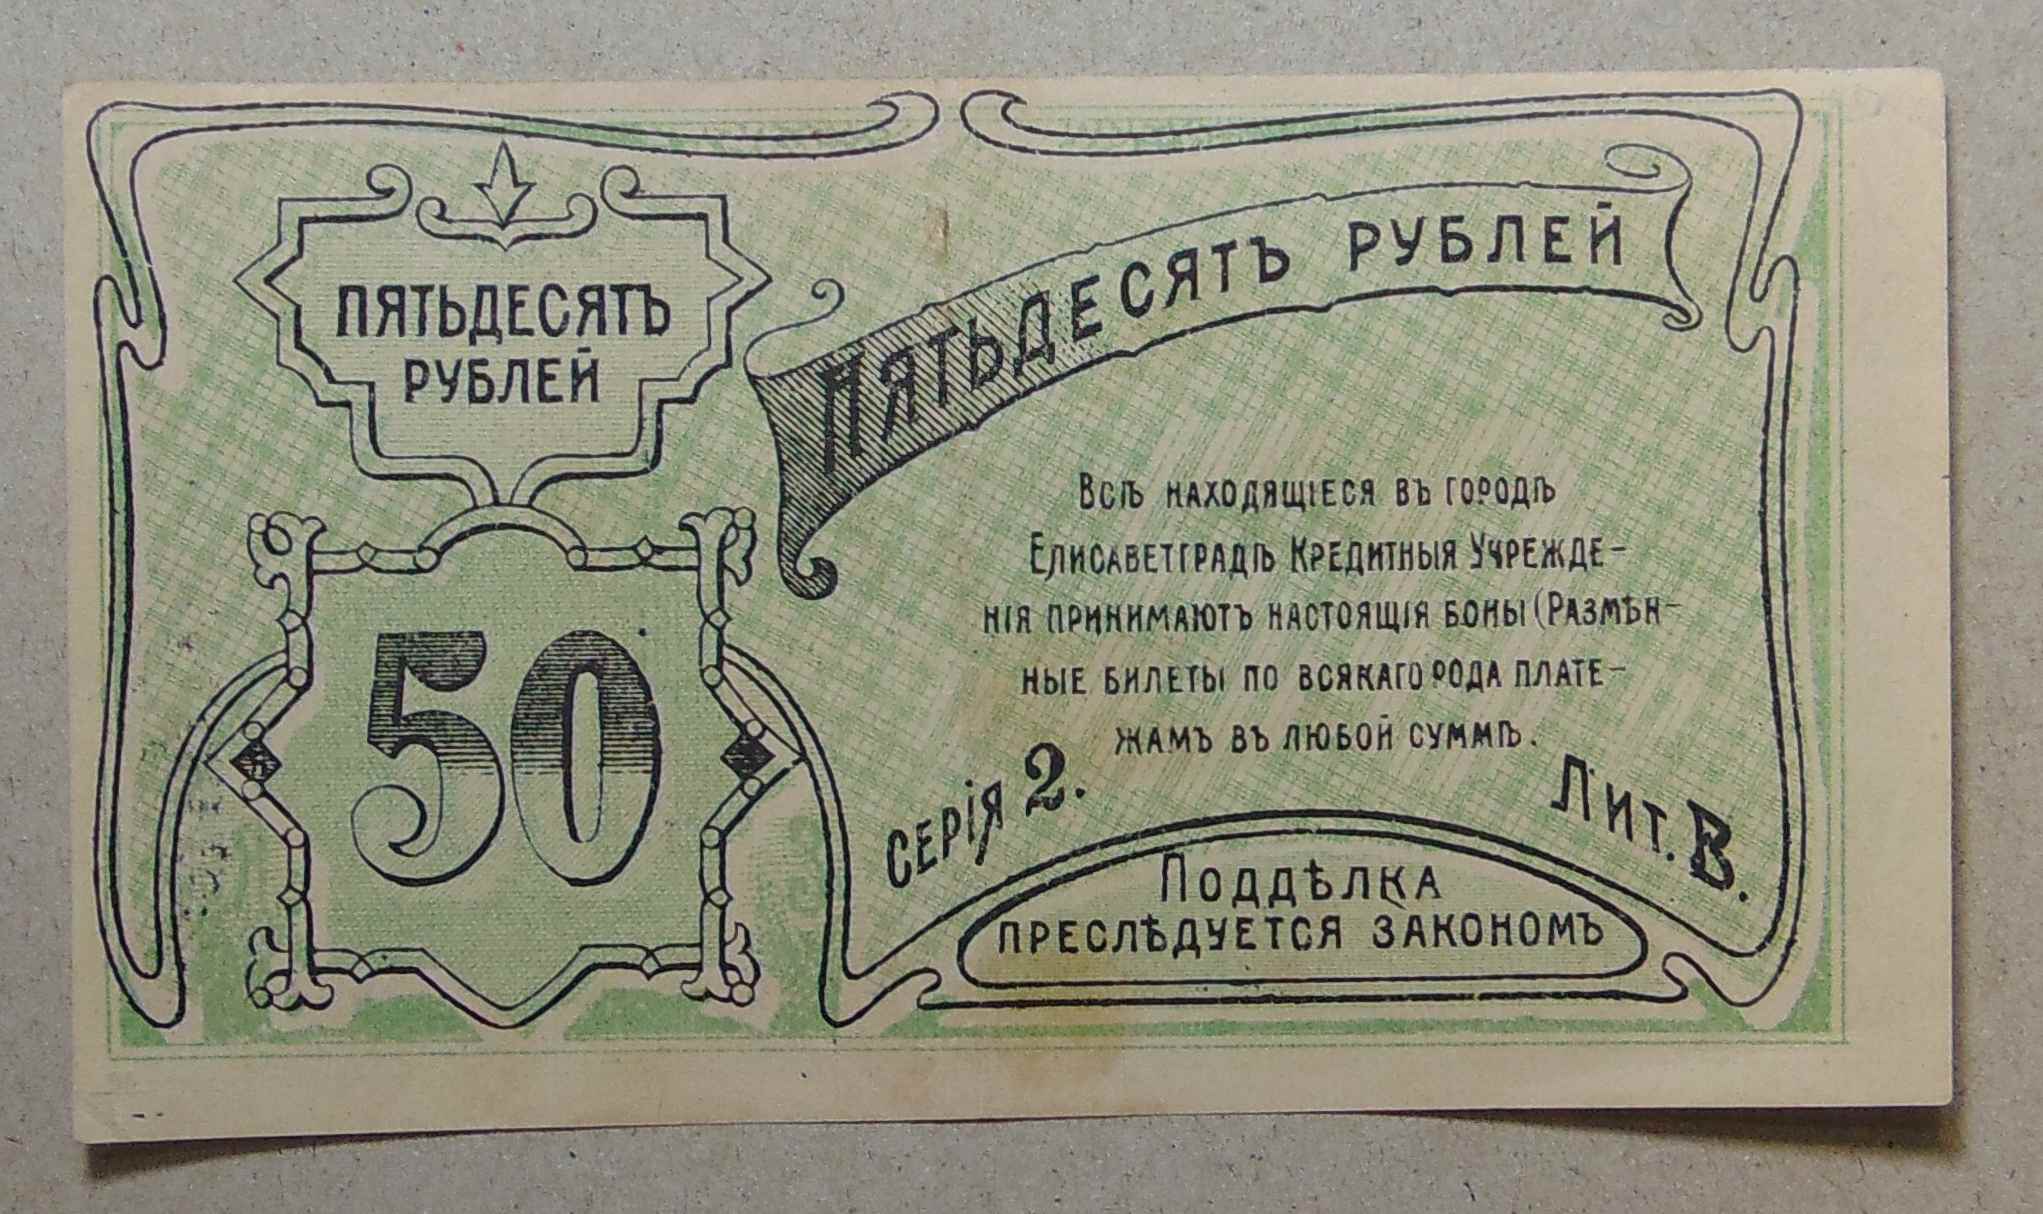 ПЯТЬДЕСЯТЪ
РУБЛЕЙ
50
ПЯТЬДЕСЯТЪ РУБЛЕЙ
Всѣ находящіеся въ городѣ
Елисаветградѣ Кредитныя Учрежде-
нія принимаютъ настоящія боны (Размѣн-
ные билеты по всякаго рода плате-
жамъ въ любой суммѣ.
Серія 2.
Лит. В.
Поддѣлка
преслѣдуется закономъ